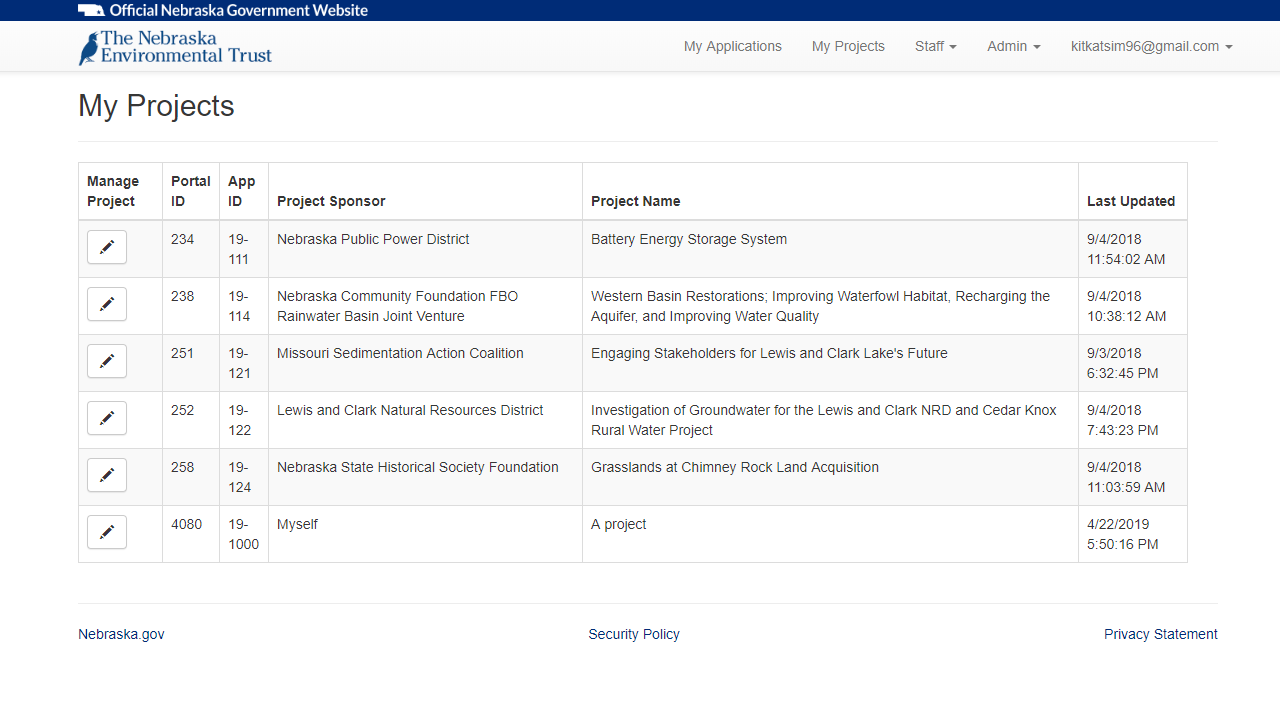 Official Nebraska Government Website
The Nebraska
Environmental Trust
My Applications
My Projects
Staff
Admin
kitkatsim96@gmail.com
My Projects
Manage
Project
Portal
ID
App
ID
Project Sponsor
Project Name
Last Updated
234
19-
111
Nebraska Public Power District
Battery Energy Storage System
9/4/2018
11:54:02 AM
238
19-
114
Nebraska Community Foundation FBO
Rainwater Basin Joint Venture
Western Basin Restorations; Improving Waterfowl Habitat, Recharging the
Aquifer, and Improving Water Quality
9/4/2018
10:38:12 AM
251
19-
121
Missouri Sedimentation Action Coalition
Engaging Stakeholders for Lewis and Clark Lake's Future
9/3/2018
6:32:45 PM
252
19-
122
Lewis and Clark Natural Resources District
Investigation of Groundwater for the Lewis and Clark NRD and Cedar Knox
Rural Water Project
9/4/2018
7:43:23 PM
258
19-
124
Nebraska State Historical Society Foundation
Grasslands at Chimney Rock Land Acquisition
9/4/2018
11:03:59 AM
4080
19-
1000
Myself
A project
4/22/2019
5:50:16 PM
Nebraska.gov
Security Policy
Privacy Statement